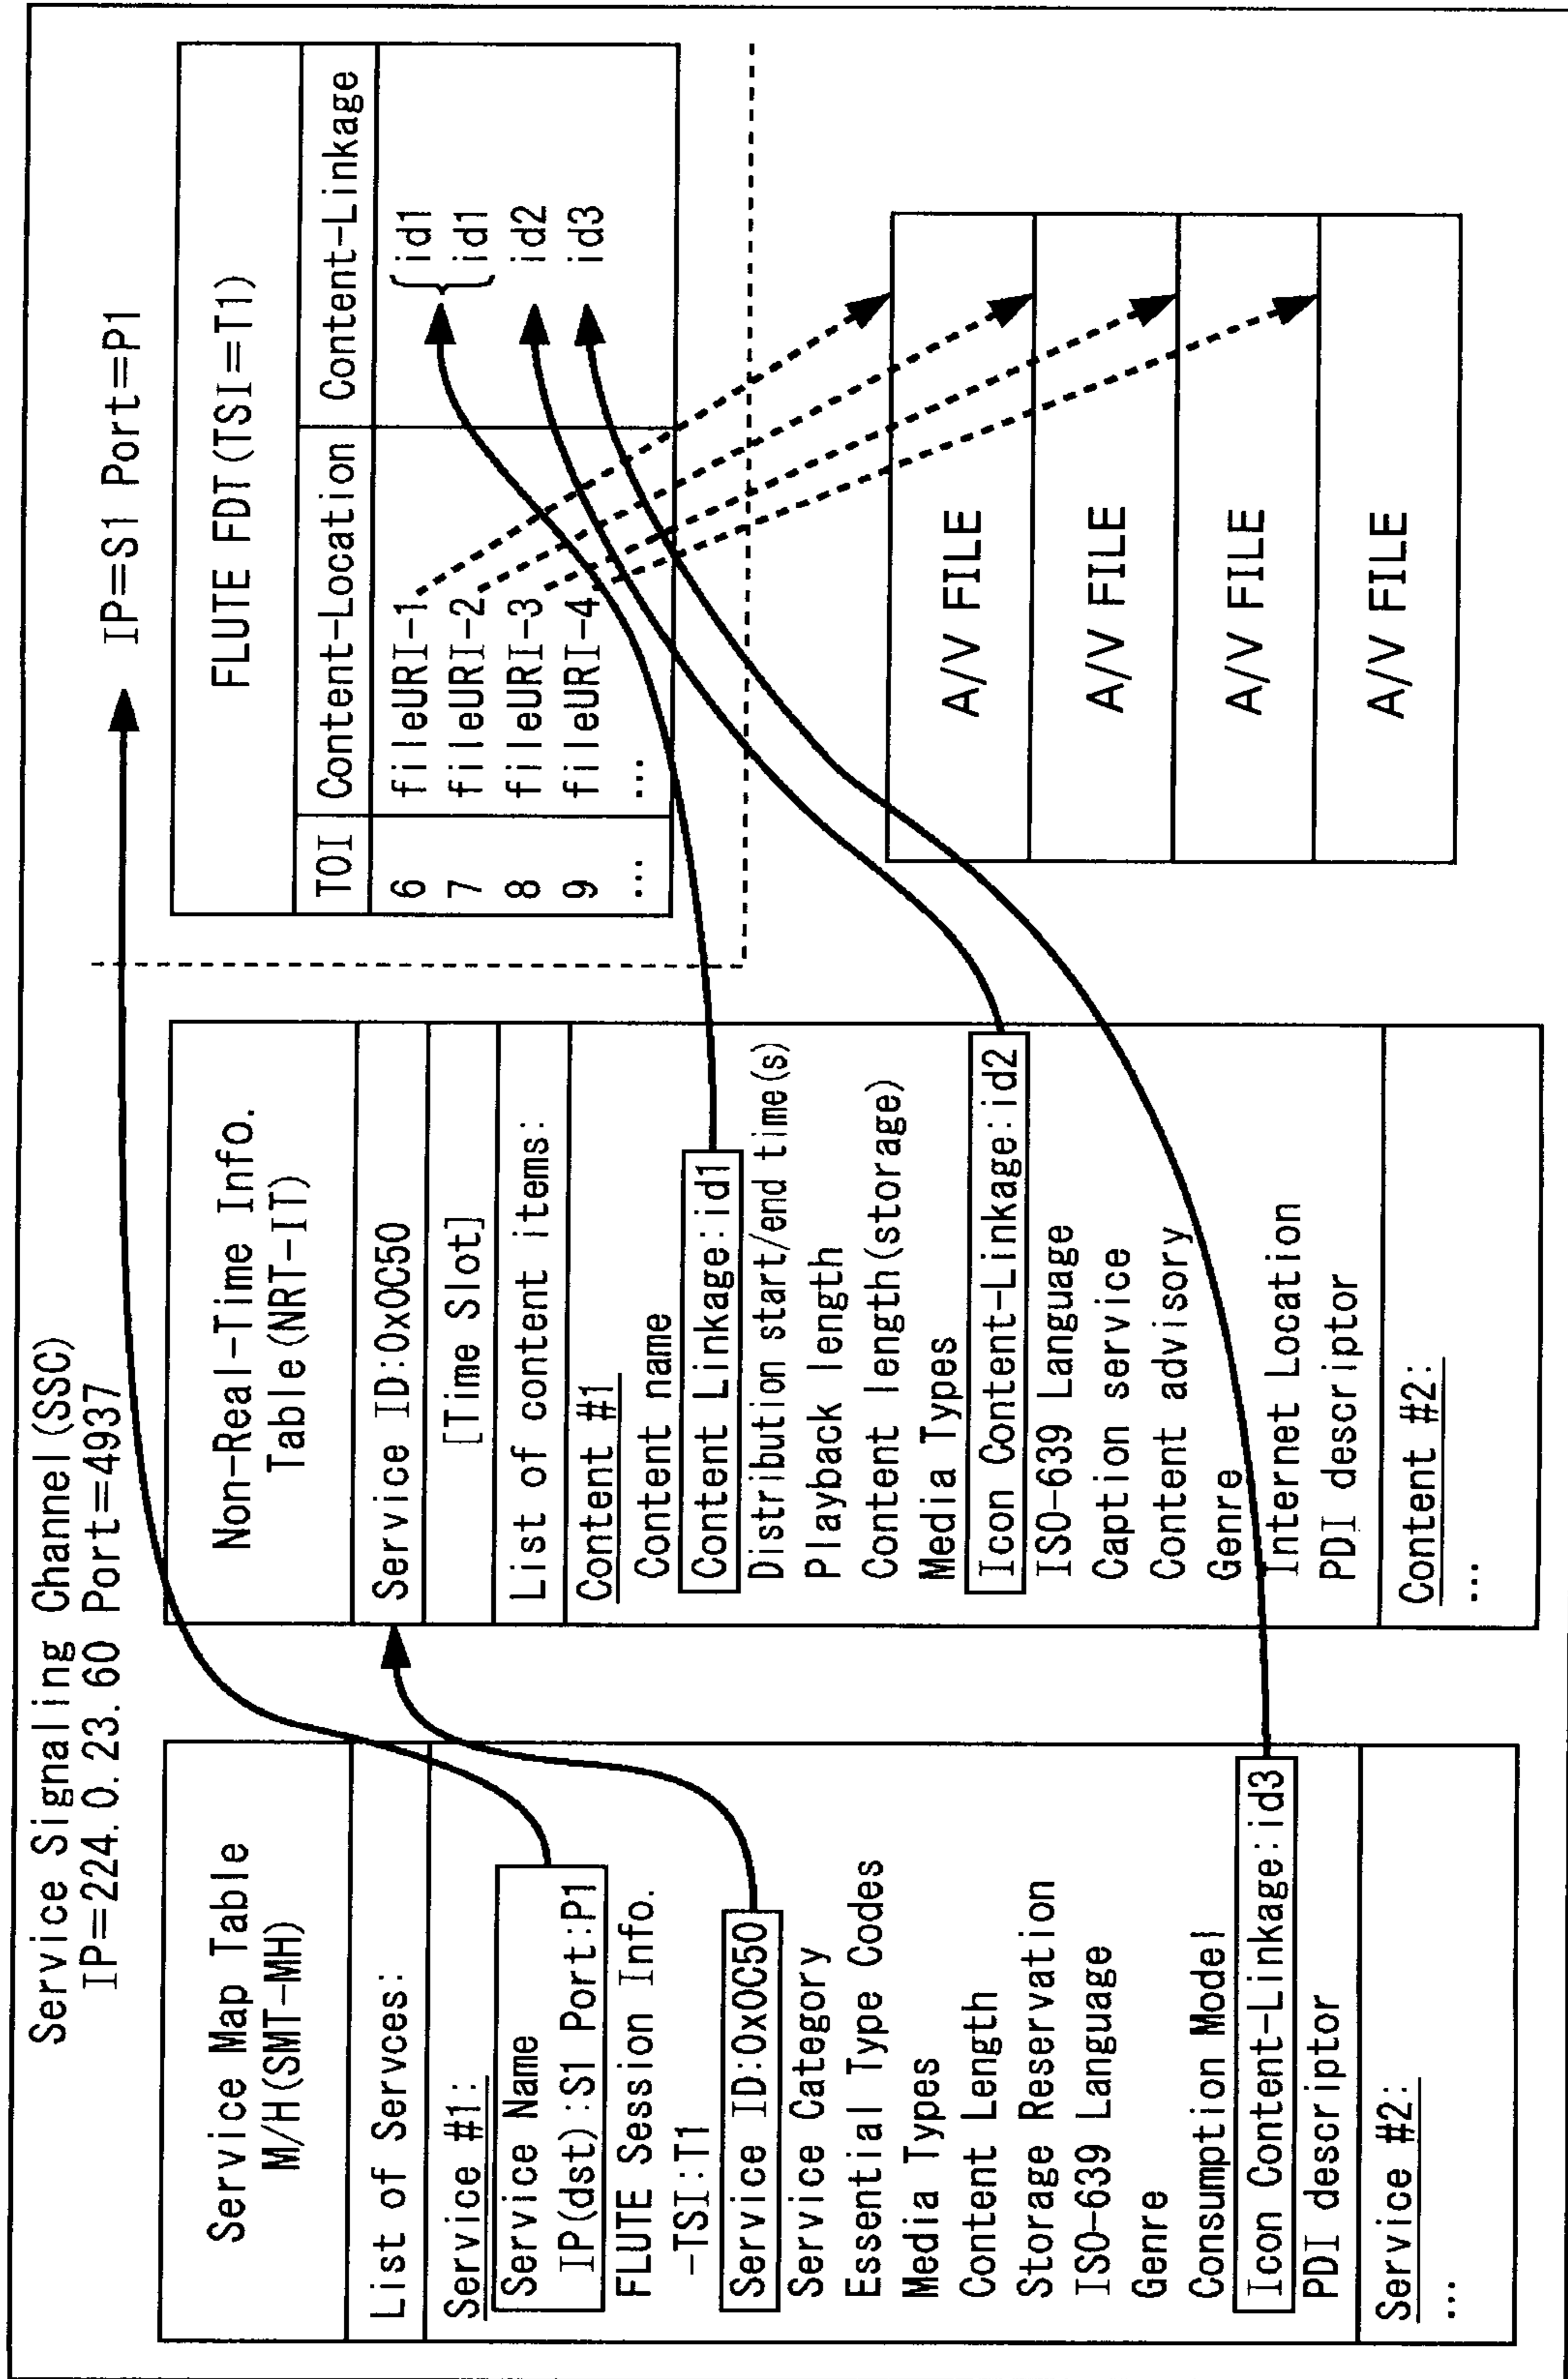 Service Signaling Channel(SSC)
IP=224.0.23.60 Port=4937
Service Map Table
M/H(SMT-MH)
List of Servces:
Service #1:
Service Name
IP(dst):S1 Port:P1
FLUTE Session Info.
-TSI:T1
Service ID:0x0C50
Service Category
Essential Type Codes
Media Types
Content Length
Storage Reservation
ISO-639 Language
Genre
Consumption Model
Icon Content-Linkage:id3
PDI descriptor
Service #2:
...
Non-Real-Time Info.
Table(NRT-IT)
Service ID:0x0C50
[Time Slot]
List of content items:
Content #1
Content name
Content Linkage:id1
Distribution start/end time(s)
Playback length
Content length(storage)
Media Types
Icon Content-Linkage:id2
ISO-639 Language
Caption service
Content advisory
Genre
Internet Location
PDI descriptor
Content #2:
...
IP=S1 Port=P1
FLUTE FDT(TSI=T1)
TOI Content-Location Content-Linkage
6 fileURI-1 id1
7 fileURI-2 id1
8 fileURI-3 id2
9 fileURI-4 id3
... ...
A/V FILE
A/V FILE
A/V FILE
A/V FILE